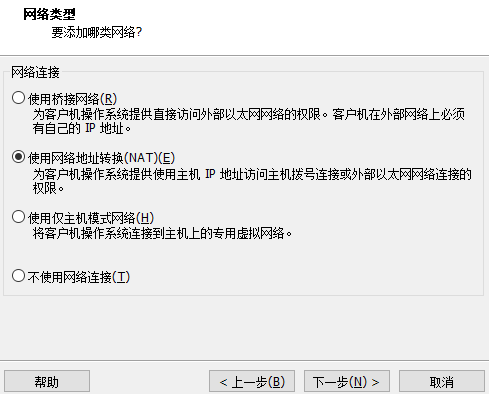 网络类型
要添加哪类网络?
网络连接
使用桥接网络(R)
为客户机操作系统提供直接访问外部以太网网络的权限。客户机在外部网络上必须
有自己的 IP 地址。
使用网络地址转换(NAT)(E)
为客户机操作系统提供使用主机 IP 地址访问主机拨号连接或外部以太网网络连接的
权限。
使用仅主机模式网络(H)
将客户机操作系统连接到主机上的专用虚拟网络。
不使用网络连接(T)
帮助
< 上一步(B)
下一步(N) >
取消